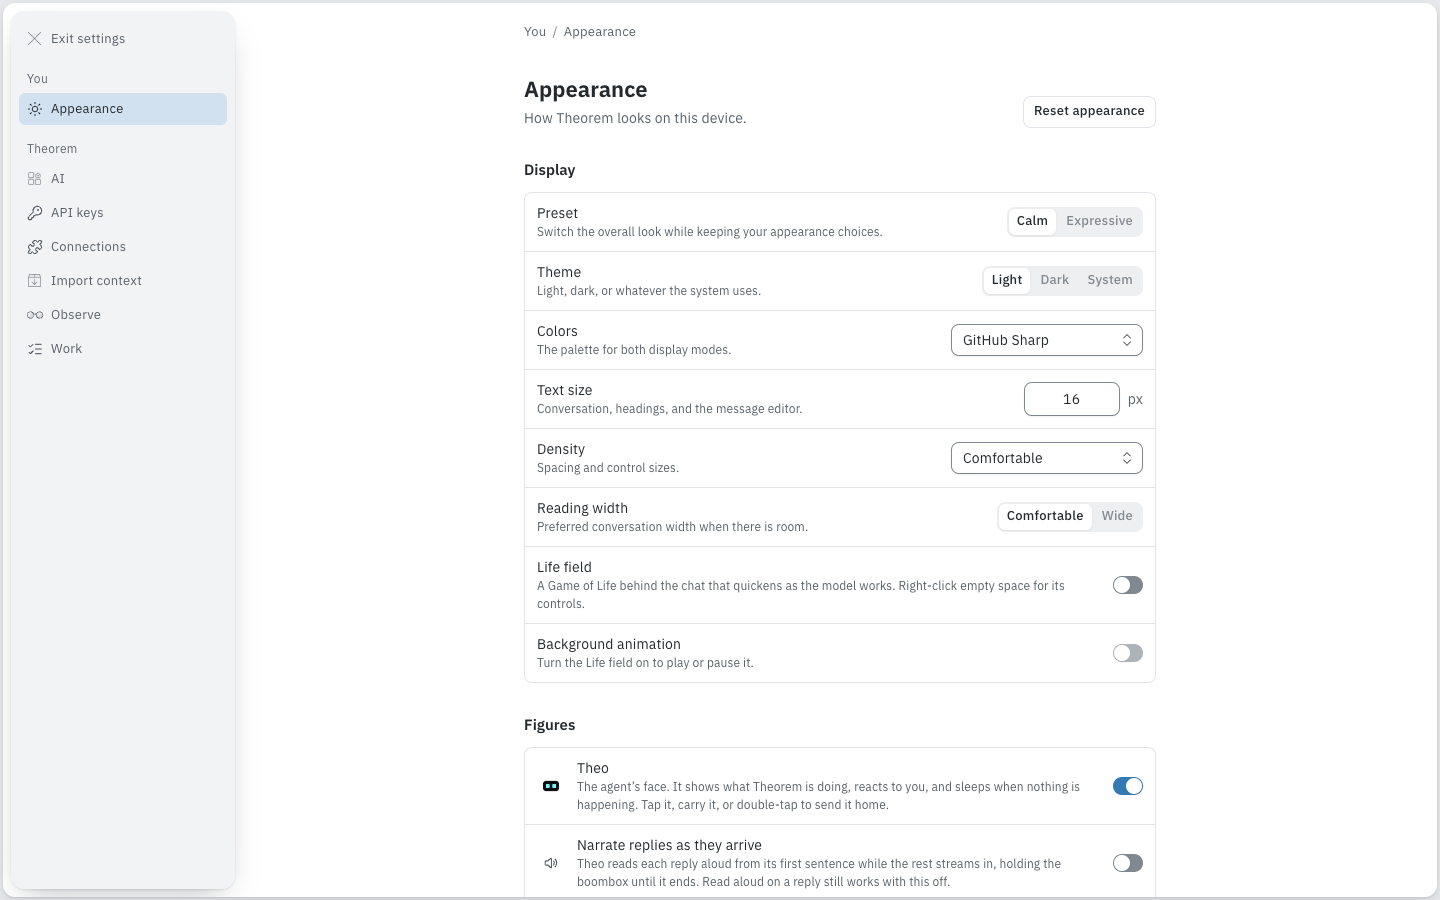 Exit settings
You
Appearance
Theorem
AI
API keys
Connections
Import context
Observe
Work
You / Appearance
Appearance
How Theorem looks on this device.
Reset appearance
Display
Preset
Switch the overall look while keeping your appearance choices.
Calm Expressive
Theme
Light, dark, or whatever the system uses.
Light Dark System
Colors
The palette for both display modes.
GitHub Sharp
Text size
Conversation, headings, and the message editor.
16 px
Density
Spacing and control sizes.
Comfortable
Reading width
Preferred conversation width when there is room.
Comfortable Wide
Life field
A Game of Life behind the chat that quickens as the model works. Right-click empty space for its
controls.
Background animation
Turn the Life field on to play or pause it.
Figures
Theo
The agent’s face. It shows what Theorem is doing, reacts to you, and sleeps when nothing is
happening. Tap it, carry it, or double-tap to send it home.
Narrate replies as they arrive
Theo reads each reply aloud from its first sentence while the rest streams in, holding the
boombox until it ends. Read aloud on a reply still works with this off.